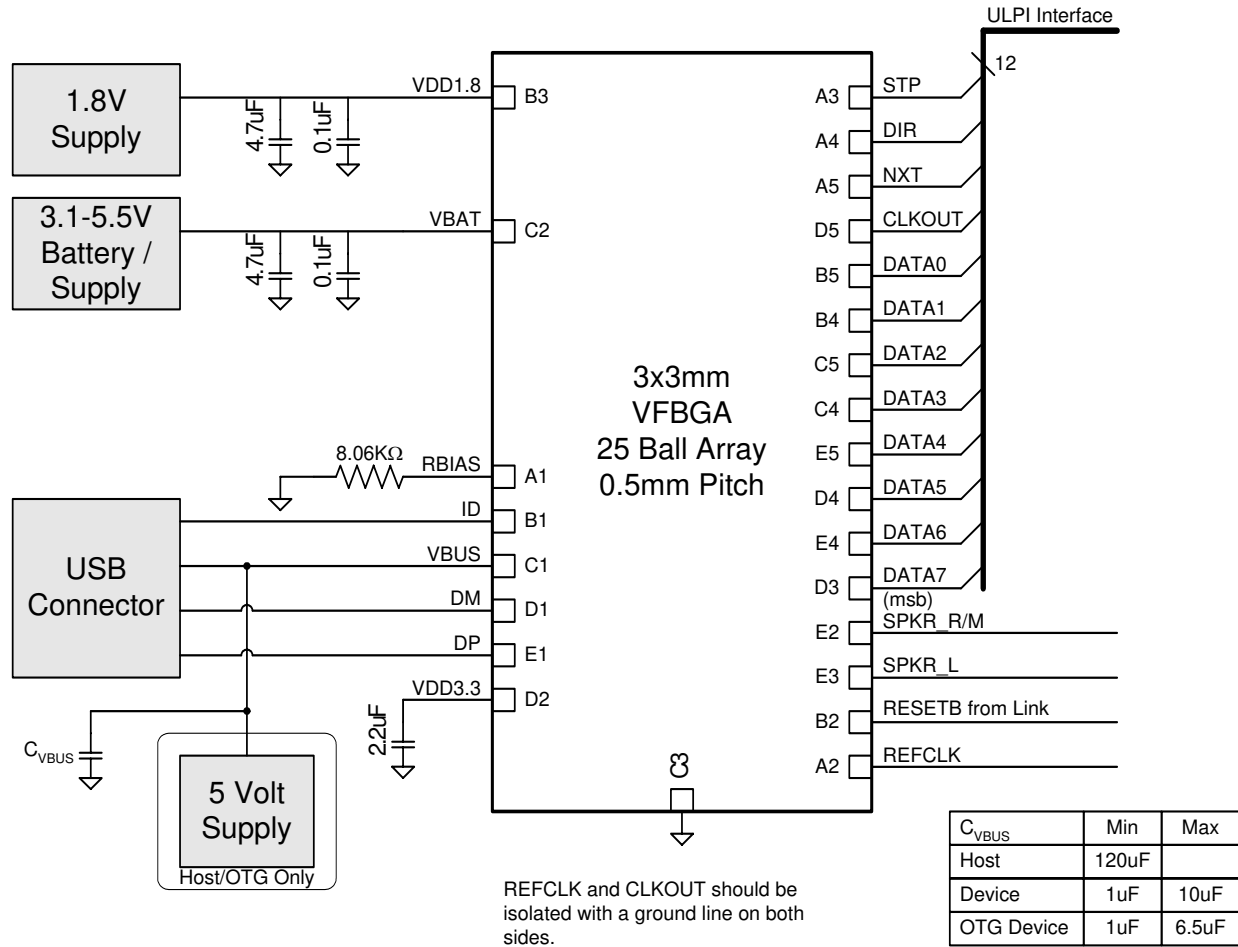 ULPI Interface
12
1.8V
Supply
VDD1.8
B3
4.7uF
0.1uF
3.1-5.5V
Battery /
Supply
VBAT
C2
4.7uF
0.1uF
3x3mm
VFBGA
25 Ball Array
0.5mm Pitch
8.06KΩ
RBIAS
A1
USB
Connector
ID
B1
VBUS
C1
DM
D1
DP
E1
VDD3.3
D2
2.2uF
C3
CVBUS
5 Volt
Supply
Host/OTG Only
A3
STP
A4
DIR
A5
NXT
D5
CLKOUT
B5
DATA0
B4
DATA1
C5
DATA2
C4
DATA3
E5
DATA4
D4
DATA5
E4
DATA6
D3
DATA7
(msb)
E2
SPKR_R/M
E3
SPKR_L
B2
RESETB from Link
A2
REFCLK
REFCLK and CLKOUT should be
isolated with a ground line on both
sides.
CVBUS Min Max
Host 120uF
Device 1uF 10uF
OTG Device 1uF 6.5uF